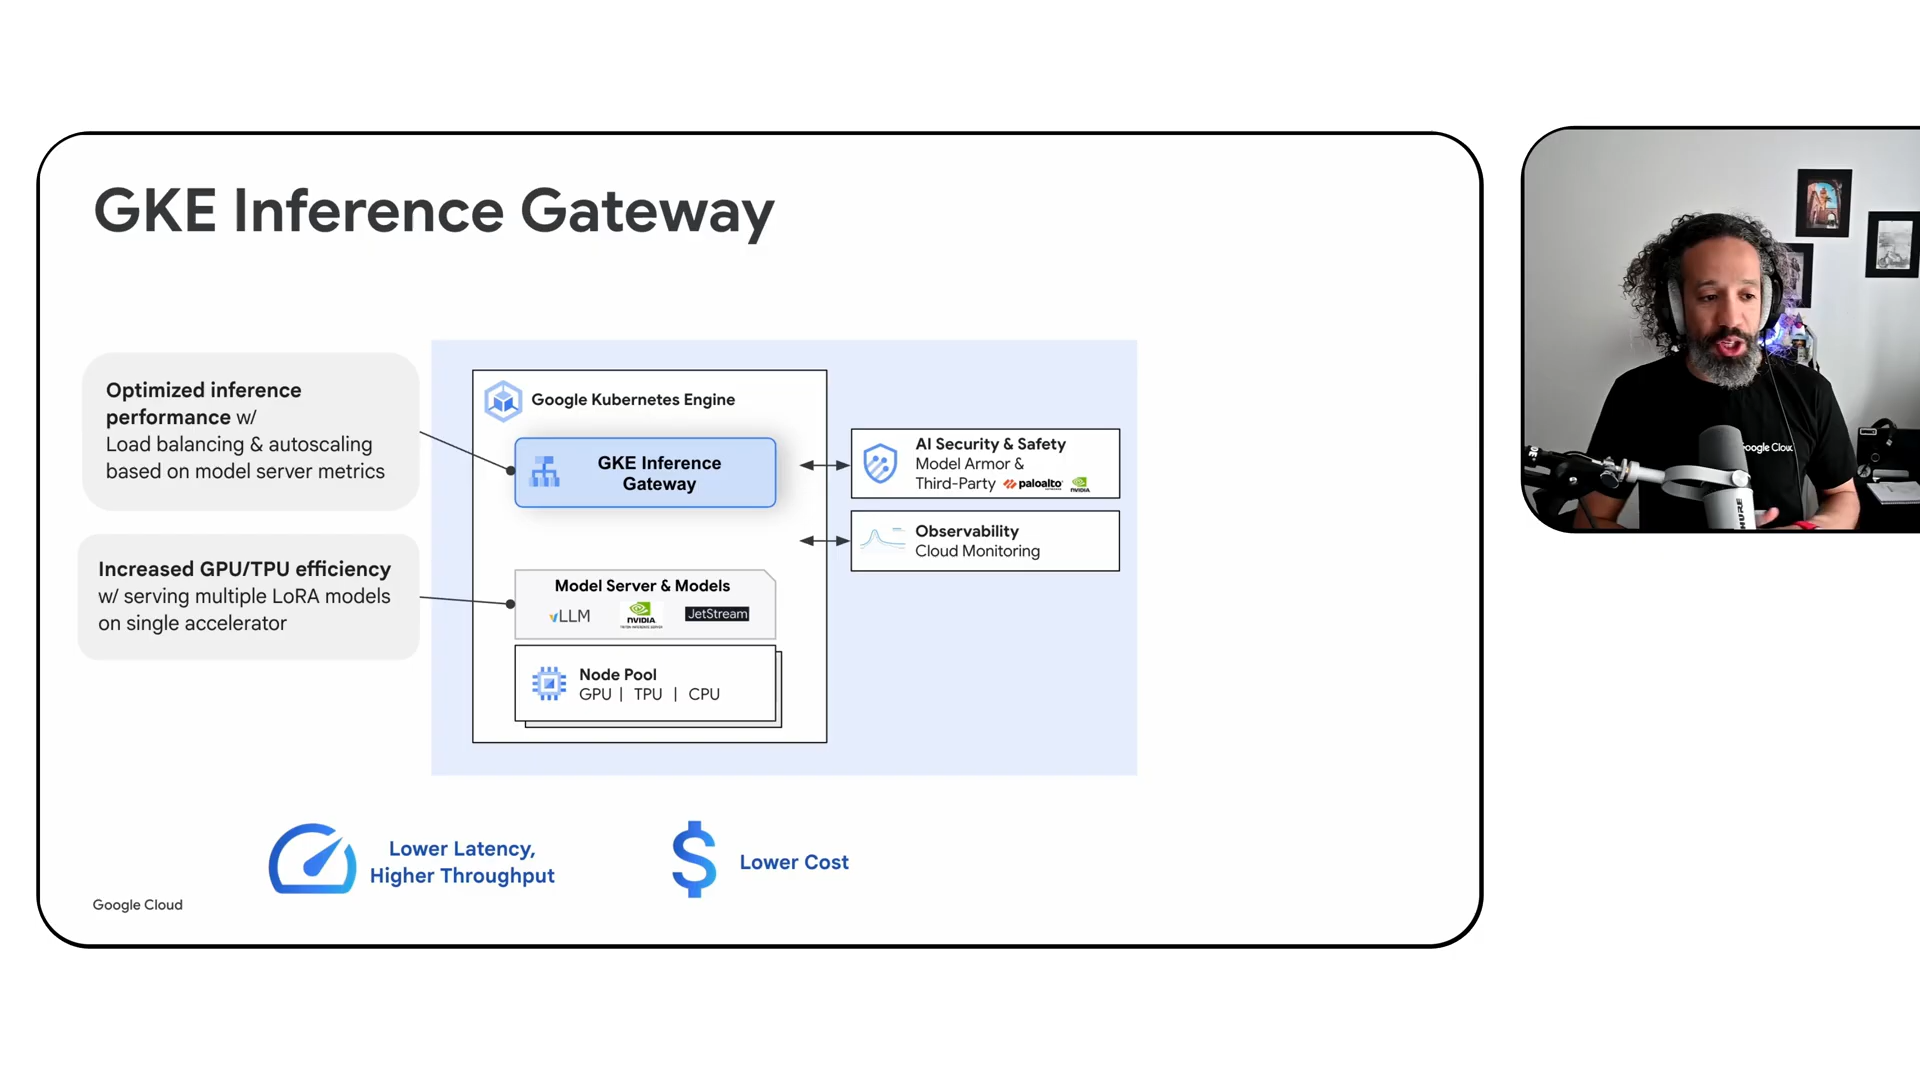 GKE Inference Gateway
Optimized inference
performance w/
Load balancing & autoscaling
based on model server metrics
Increased GPU/TPU efficiency
w/ serving multiple LoRA models
on single accelerator
Google Kubernetes Engine
GKE Inference
Gateway
Model Server & Models
vLLM
NVIDIA
JetStream
Node Pool
GPU | TPU | CPU
AI Security & Safety
Model Armor &
Third-Party paloalto NVIDIA
Observability
Cloud Monitoring
Lower Latency,
Higher Throughput
$ Lower Cost
Google Cloud
Google Cloud